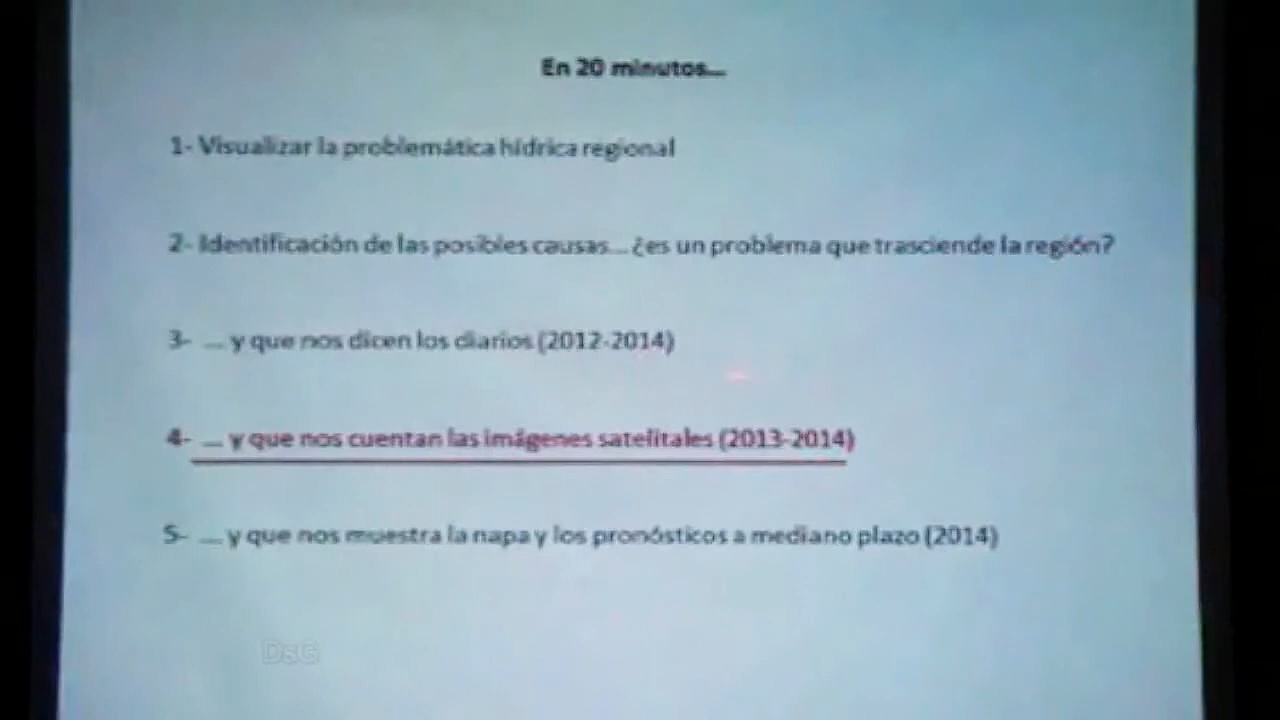 En 20 minutos...
1- Visualizar la problemática hídrica regional
2- Identificación de las posibles causas... ¿es un problema que trasciende la región?
3- ... y que nos dicen los diarios (2012-2014)
4- ... y que nos cuentan las imágenes satelitales (2013-2014)
5- ... y que nos muestra la napa y los pronósticos a mediano plazo (2014)
DsG